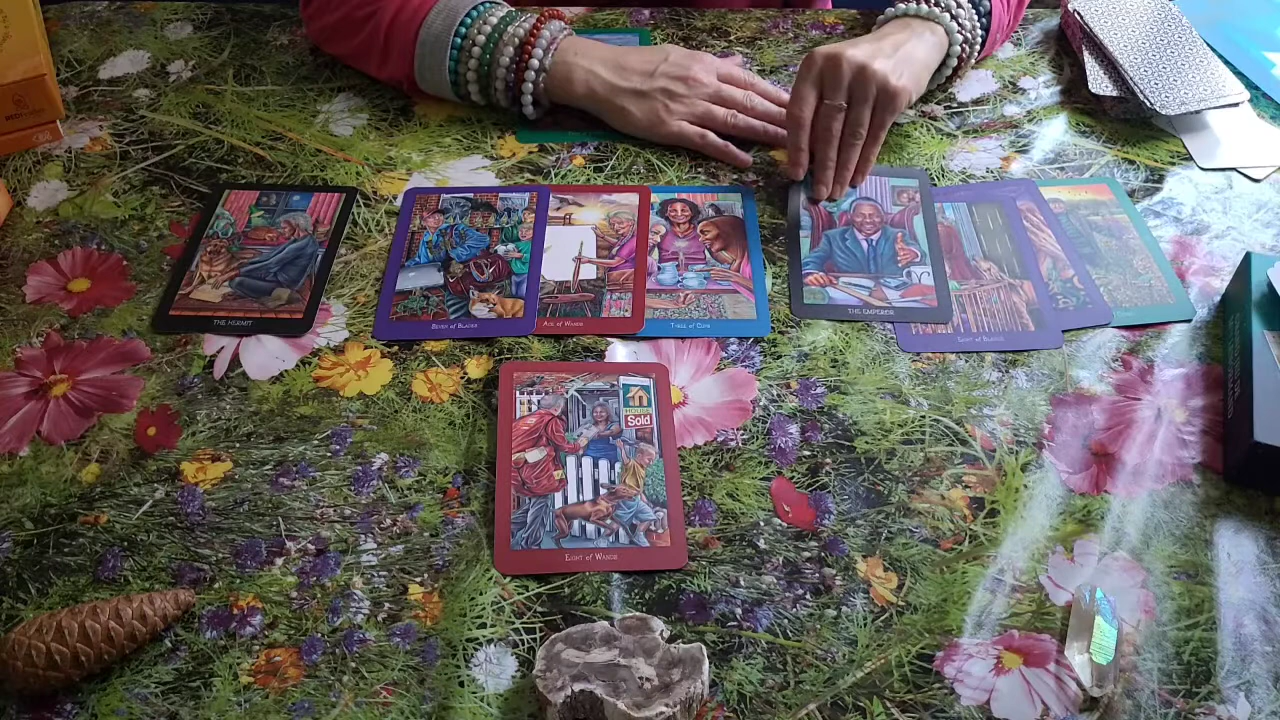 THE HERMIT
SEVEN OF BLADES
ACE OF WANDS
THREE OF CUPS
THE EMPEROR
EIGHT OF BLADES
HOUSE
Sold
EIGHT OF WANDS